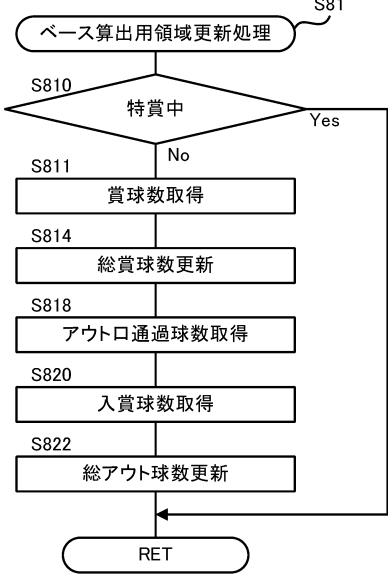 S81
ベース算出用領域更新処理
S810
特賞中
Yes
No
S811
賞球数取得
S814
総賞球数更新
S818
アウト口通過球数取得
S820
入賞球数取得
S822
総アウト球数更新
RET